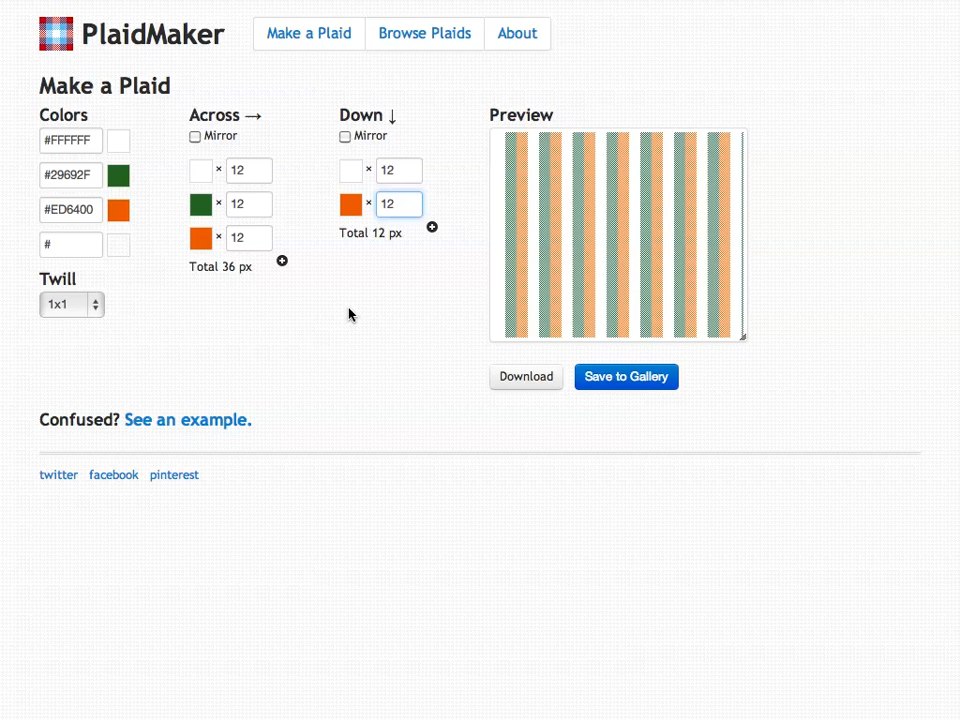 PlaidMaker
Make a Plaid
Browse Plaids
About
Make a Plaid
Colors
#FFFFFF
#29692F
#ED6400
#
Twill
1x1
Across →
Mirror
× 12
× 12
× 12
Total 36 px
Down ↓
Mirror
× 12
× 12
Total 12 px
Preview
Download
Save to Gallery
Confused? See an example.
twitter facebook pinterest